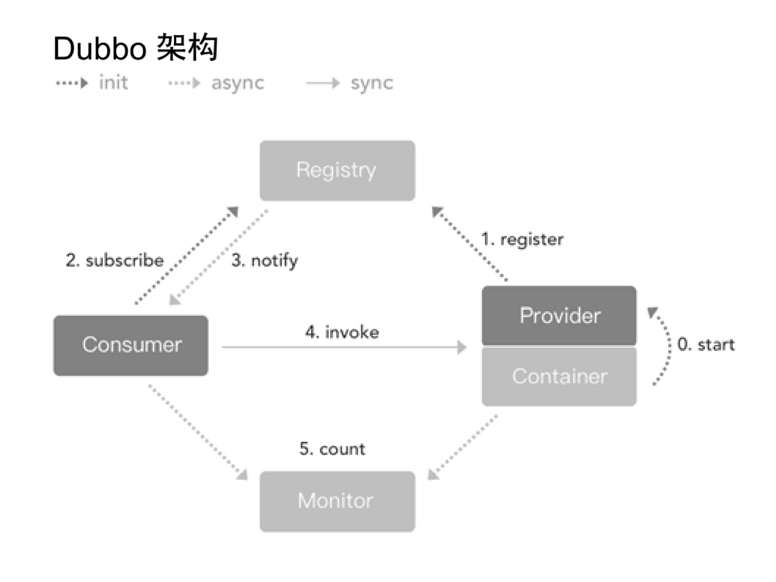 Dubbo 架构
init async sync
Registry
1. register
2. subscribe 3. notify
Provider
4. invoke
Consumer
0. start
Container
5. count
Monitor